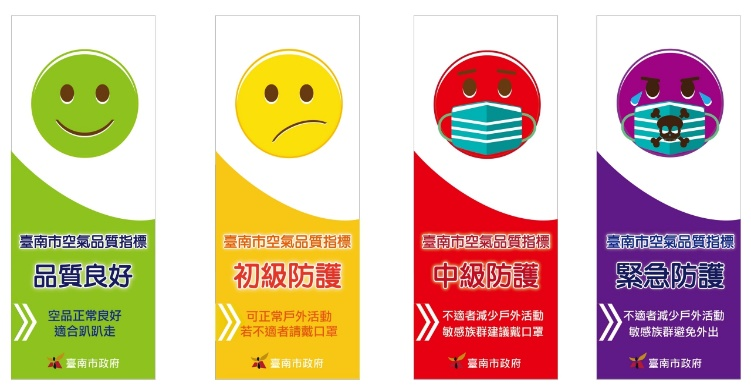 臺南市空氣品質指標
品質良好
空品正常良好
適合趴趴走
臺南市政府
臺南市空氣品質指標
初級防護
可正常戶外活動
若不適者請戴口罩
臺南市政府
臺南市空氣品質指標
中級防護
不適者減少戶外活動
敏感族群建議戴口罩
臺南市政府
臺南市空氣品質指標
緊急防護
不適者減少戶外活動
敏感族群避免外出
臺南市政府